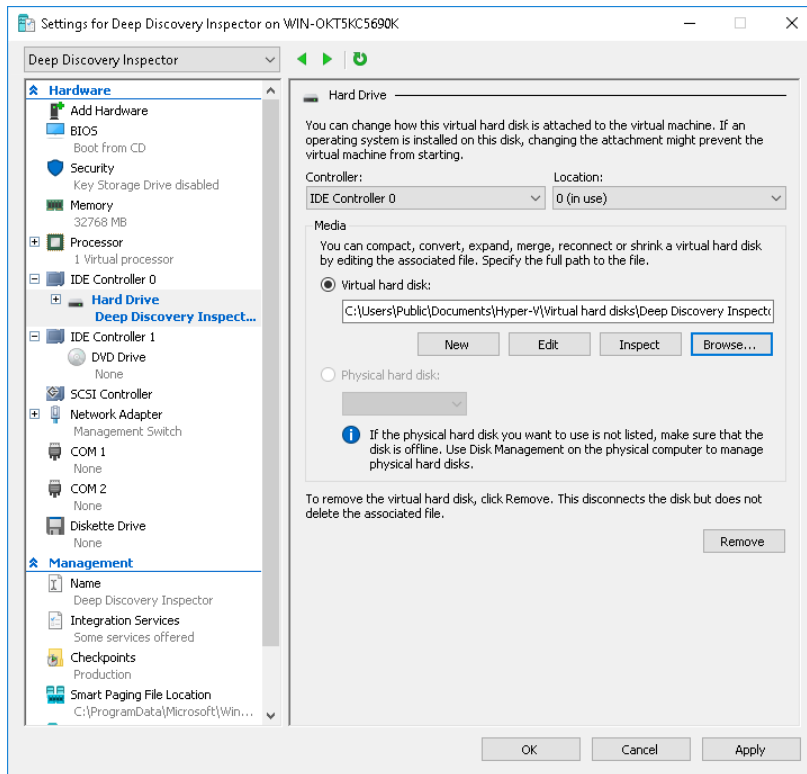 Settings for Deep Discovery Inspector on WIN-OKT5KC5690K
Deep Discovery Inspector
Hardware
Add Hardware
BIOS
Boot from CD
Security
Key Storage Drive disabled
Memory
32768 MB
Processor
1 Virtual processor
IDE Controller 0
Hard Drive
Deep Discovery Inspect...
IDE Controller 1
DVD Drive
None
SCSI Controller
Network Adapter
Management Switch
COM 1
None
COM 2
None
Diskette Drive
None
Management
Name
Deep Discovery Inspector
Integration Services
Some services offered
Checkpoints
Production
Smart Paging File Location
C:\ProgramData\Microsoft\Win...
Hard Drive
You can change how this virtual hard disk is attached to the virtual machine. If an
operating system is installed on this disk, changing the attachment might prevent the
virtual machine from starting.
Controller: Location:
IDE Controller 0 0 (in use)
Media
You can compact, convert, expand, merge, reconnect or shrink a virtual hard disk
by editing the associated file. Specify the full path to the file.
Virtual hard disk:
C:\Users\Public\Documents\Hyper-V\Virtual hard disks\Deep Discovery Inspecto
New Edit Inspect Browse...
Physical hard disk:
If the physical hard disk you want to use is not listed, make sure that the
disk is offline. Use Disk Management on the physical computer to manage
physical hard disks.
To remove the virtual hard disk, click Remove. This disconnects the disk but does not
delete the associated file.
Remove
OK Cancel Apply